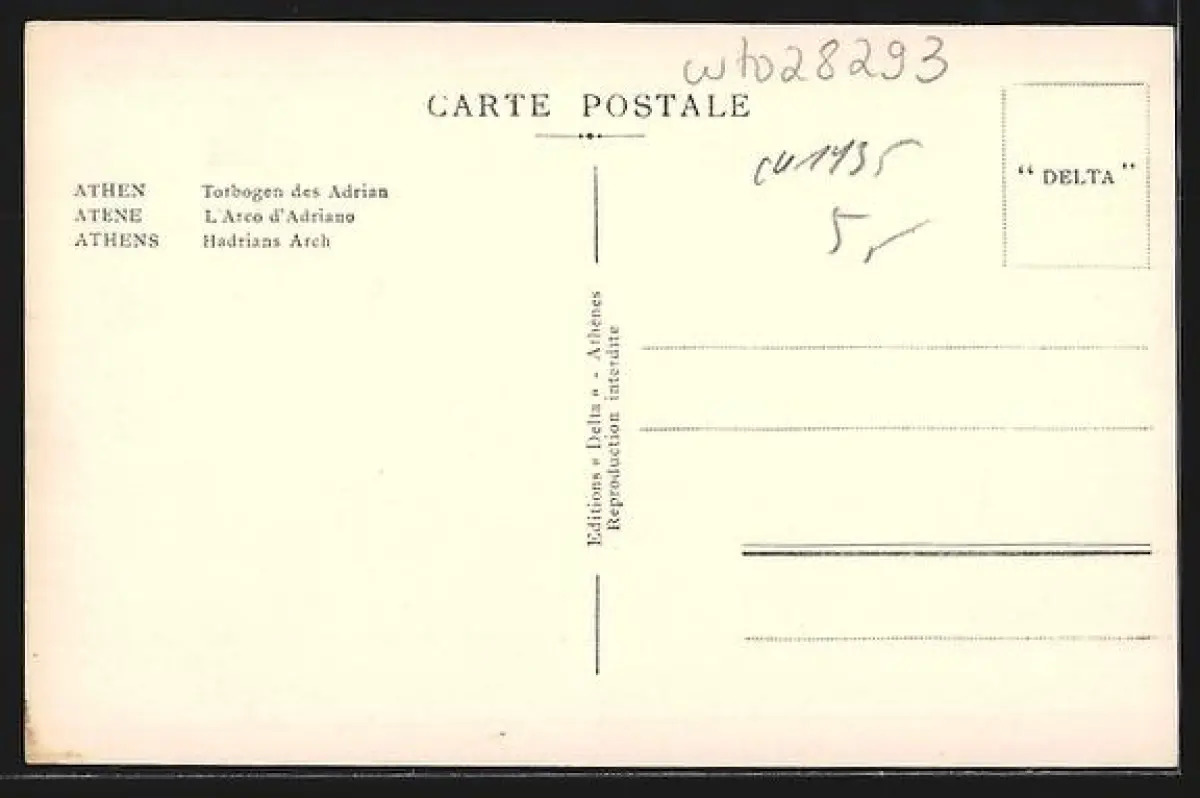 wto28293
CARTE POSTALE
ATHEN Torbogen des Adrian
ATENE L'Arco d'Adriano
ATHENS Hadrians Arch
5,-
"DELTA"
Editions « Delta » - Athènes
Reproduction interdite